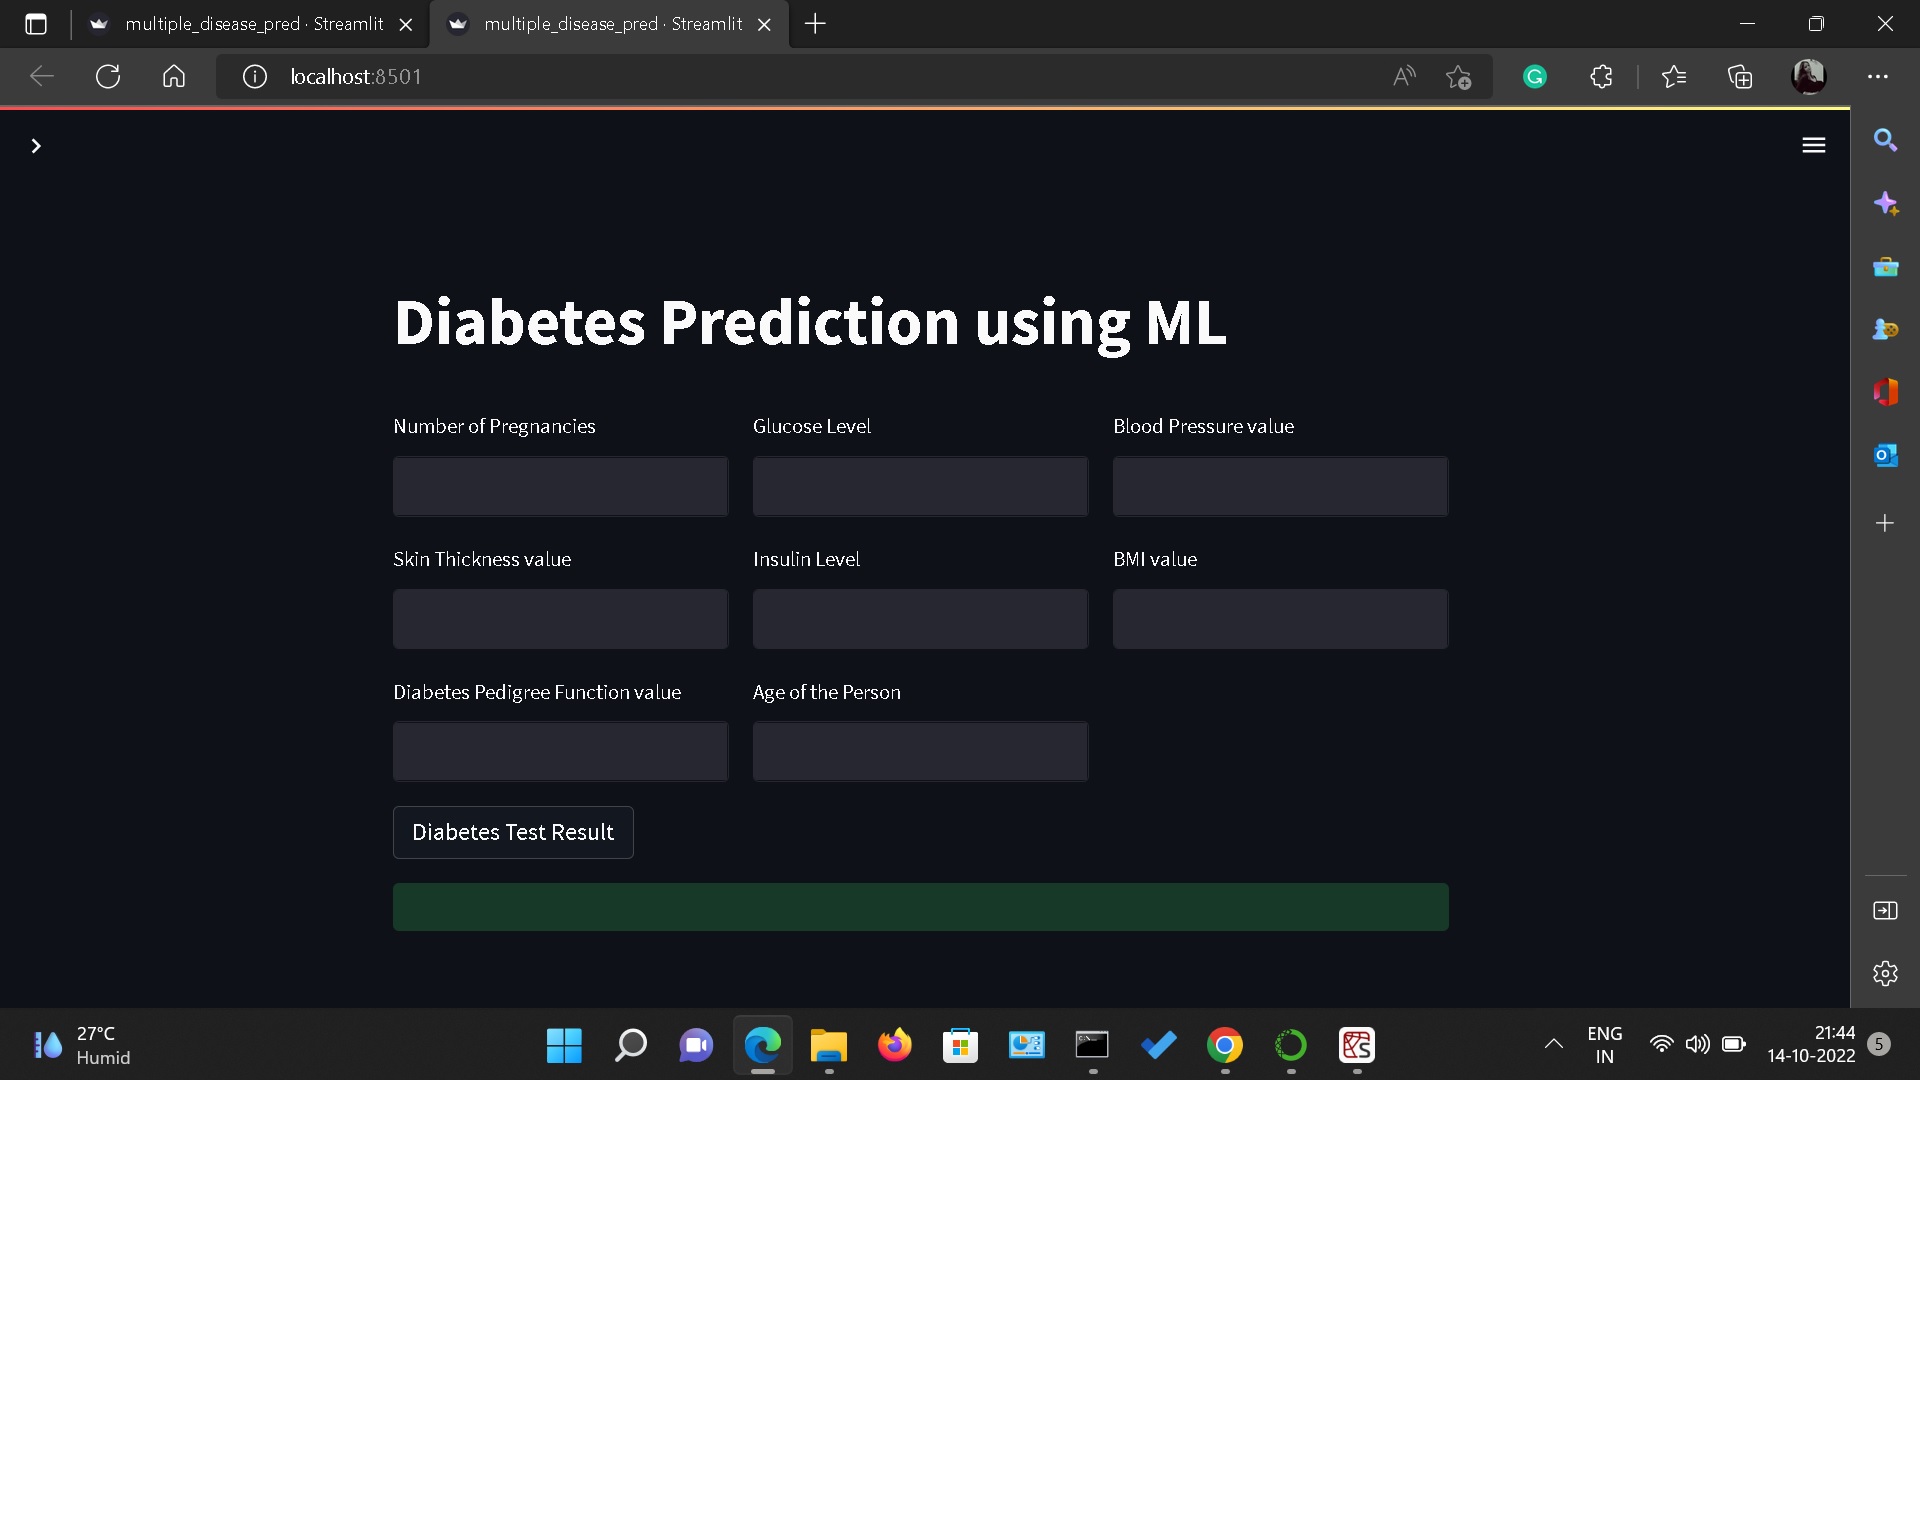 multiple_disease_pred · Streamlit
multiple_disease_pred · Streamlit
localhost:8501
Diabetes Prediction using ML
Number of Pregnancies
Glucose Level
Blood Pressure value
Skin Thickness value
Insulin Level
BMI value
Diabetes Pedigree Function value
Age of the Person
Diabetes Test Result
27°C
Humid
ENG
IN
21:44
14-10-2022
5